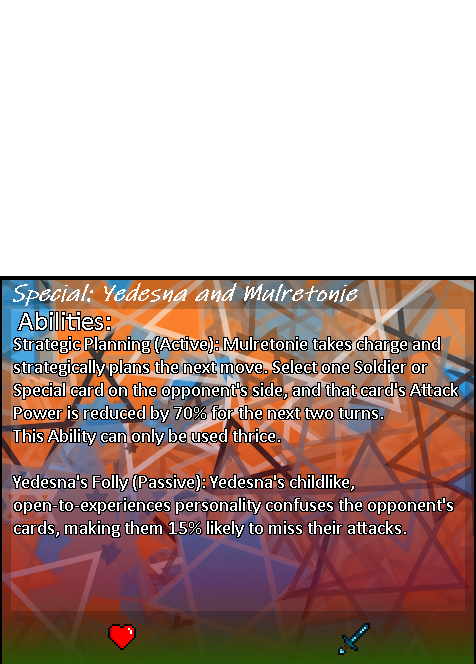 Special: Yedesna and Mulretonie
Abilities:
Strategic Planning (Active): Mulretonie takes charge and
strategically plans the next move. Select one Soldier or
Special card on the opponent's side, and that card's Attack
Power is reduced by 70% for the next two turns.
This Ability can only be used thrice.
Yedesna's Folly (Passive): Yedesna's childlike,
open-to-experiences personality confuses the opponent's
cards, making them 15% likely to miss their attacks.